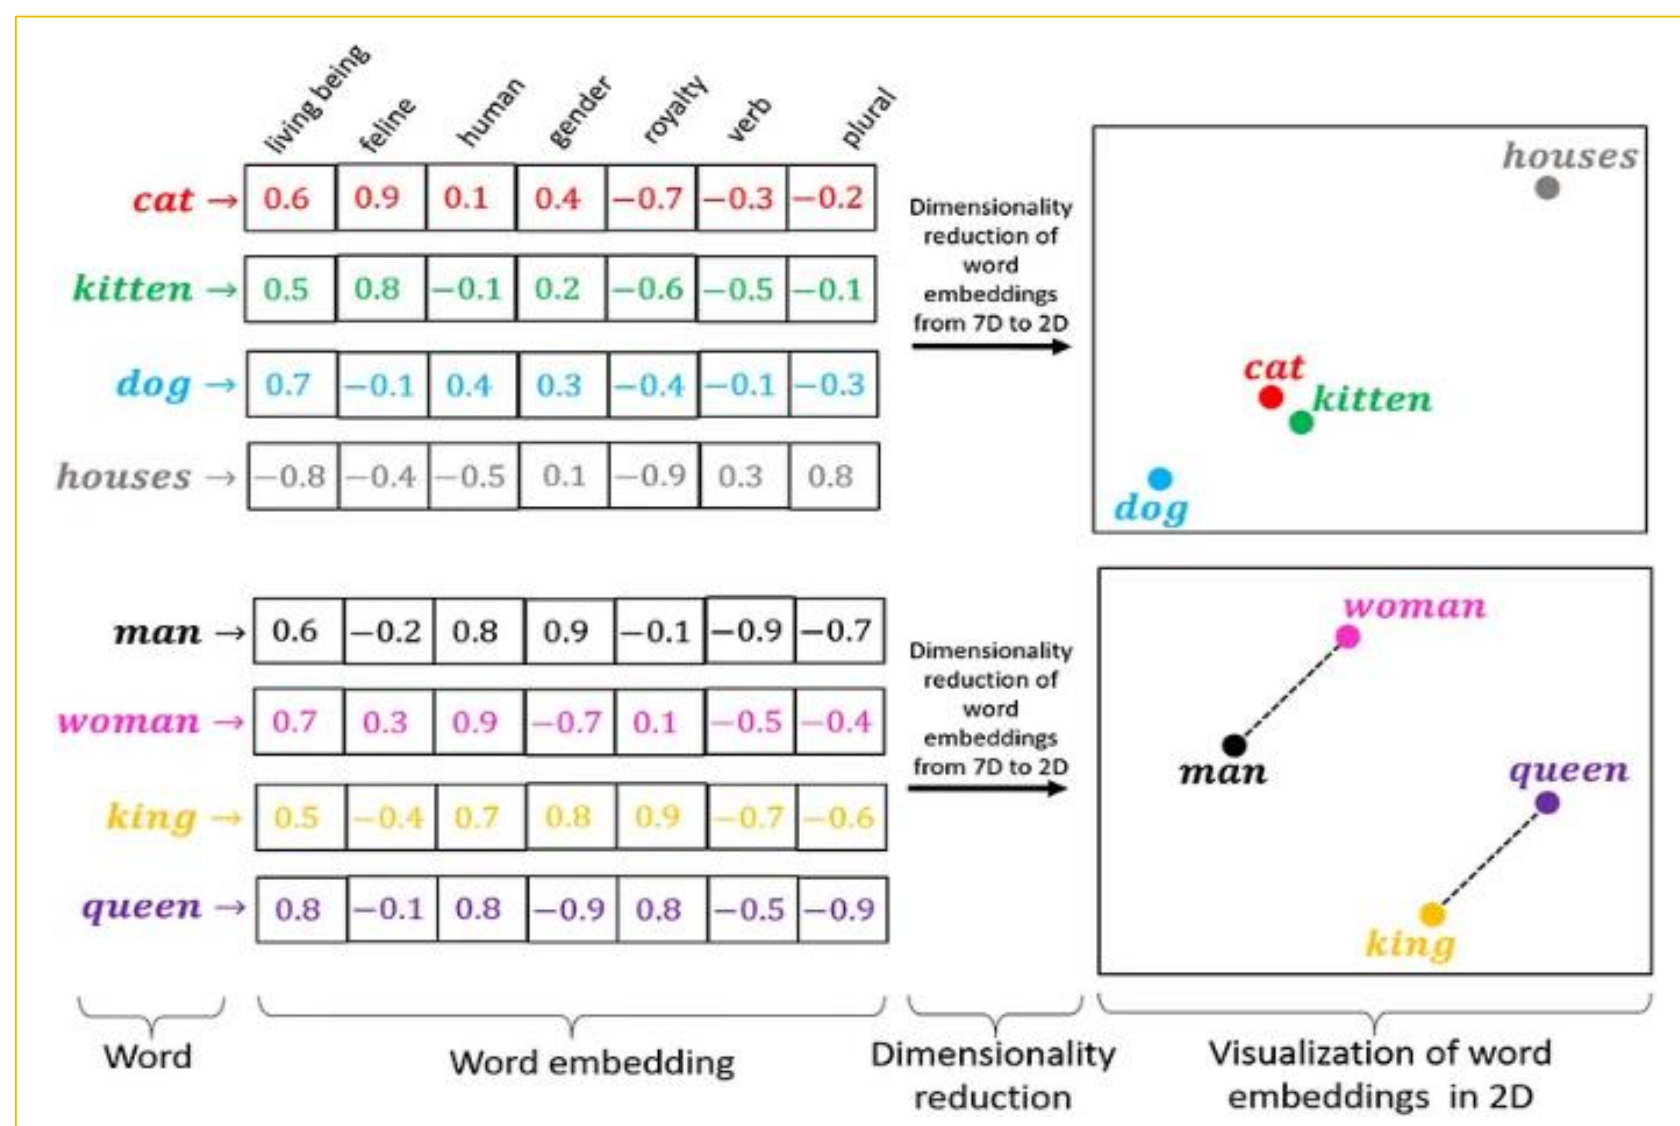 living being feline human gender royalty verb plural
cat → 0.6 0.9 0.1 0.4 −0.7 −0.3 −0.2
kitten → 0.5 0.8 −0.1 0.2 −0.6 −0.5 −0.1
dog → 0.7 −0.1 0.4 0.3 −0.4 −0.1 −0.3
houses → −0.8 −0.4 −0.5 0.1 −0.9 0.3 0.8
Dimensionality
reduction of
word
embeddings
from 7D to 2D
houses
cat
kitten
dog
man → 0.6 −0.2 0.8 0.9 −0.1 −0.9 −0.7
woman → 0.7 0.3 0.9 −0.7 0.1 −0.5 −0.4
king → 0.5 −0.4 0.7 0.8 0.9 −0.7 −0.6
queen → 0.8 −0.1 0.8 −0.9 0.8 −0.5 −0.9
Dimensionality
reduction of
word
embeddings
from 7D to 2D
woman
man
queen
king
Word
Word embedding
Dimensionality
reduction
Visualization of word
embeddings in 2D